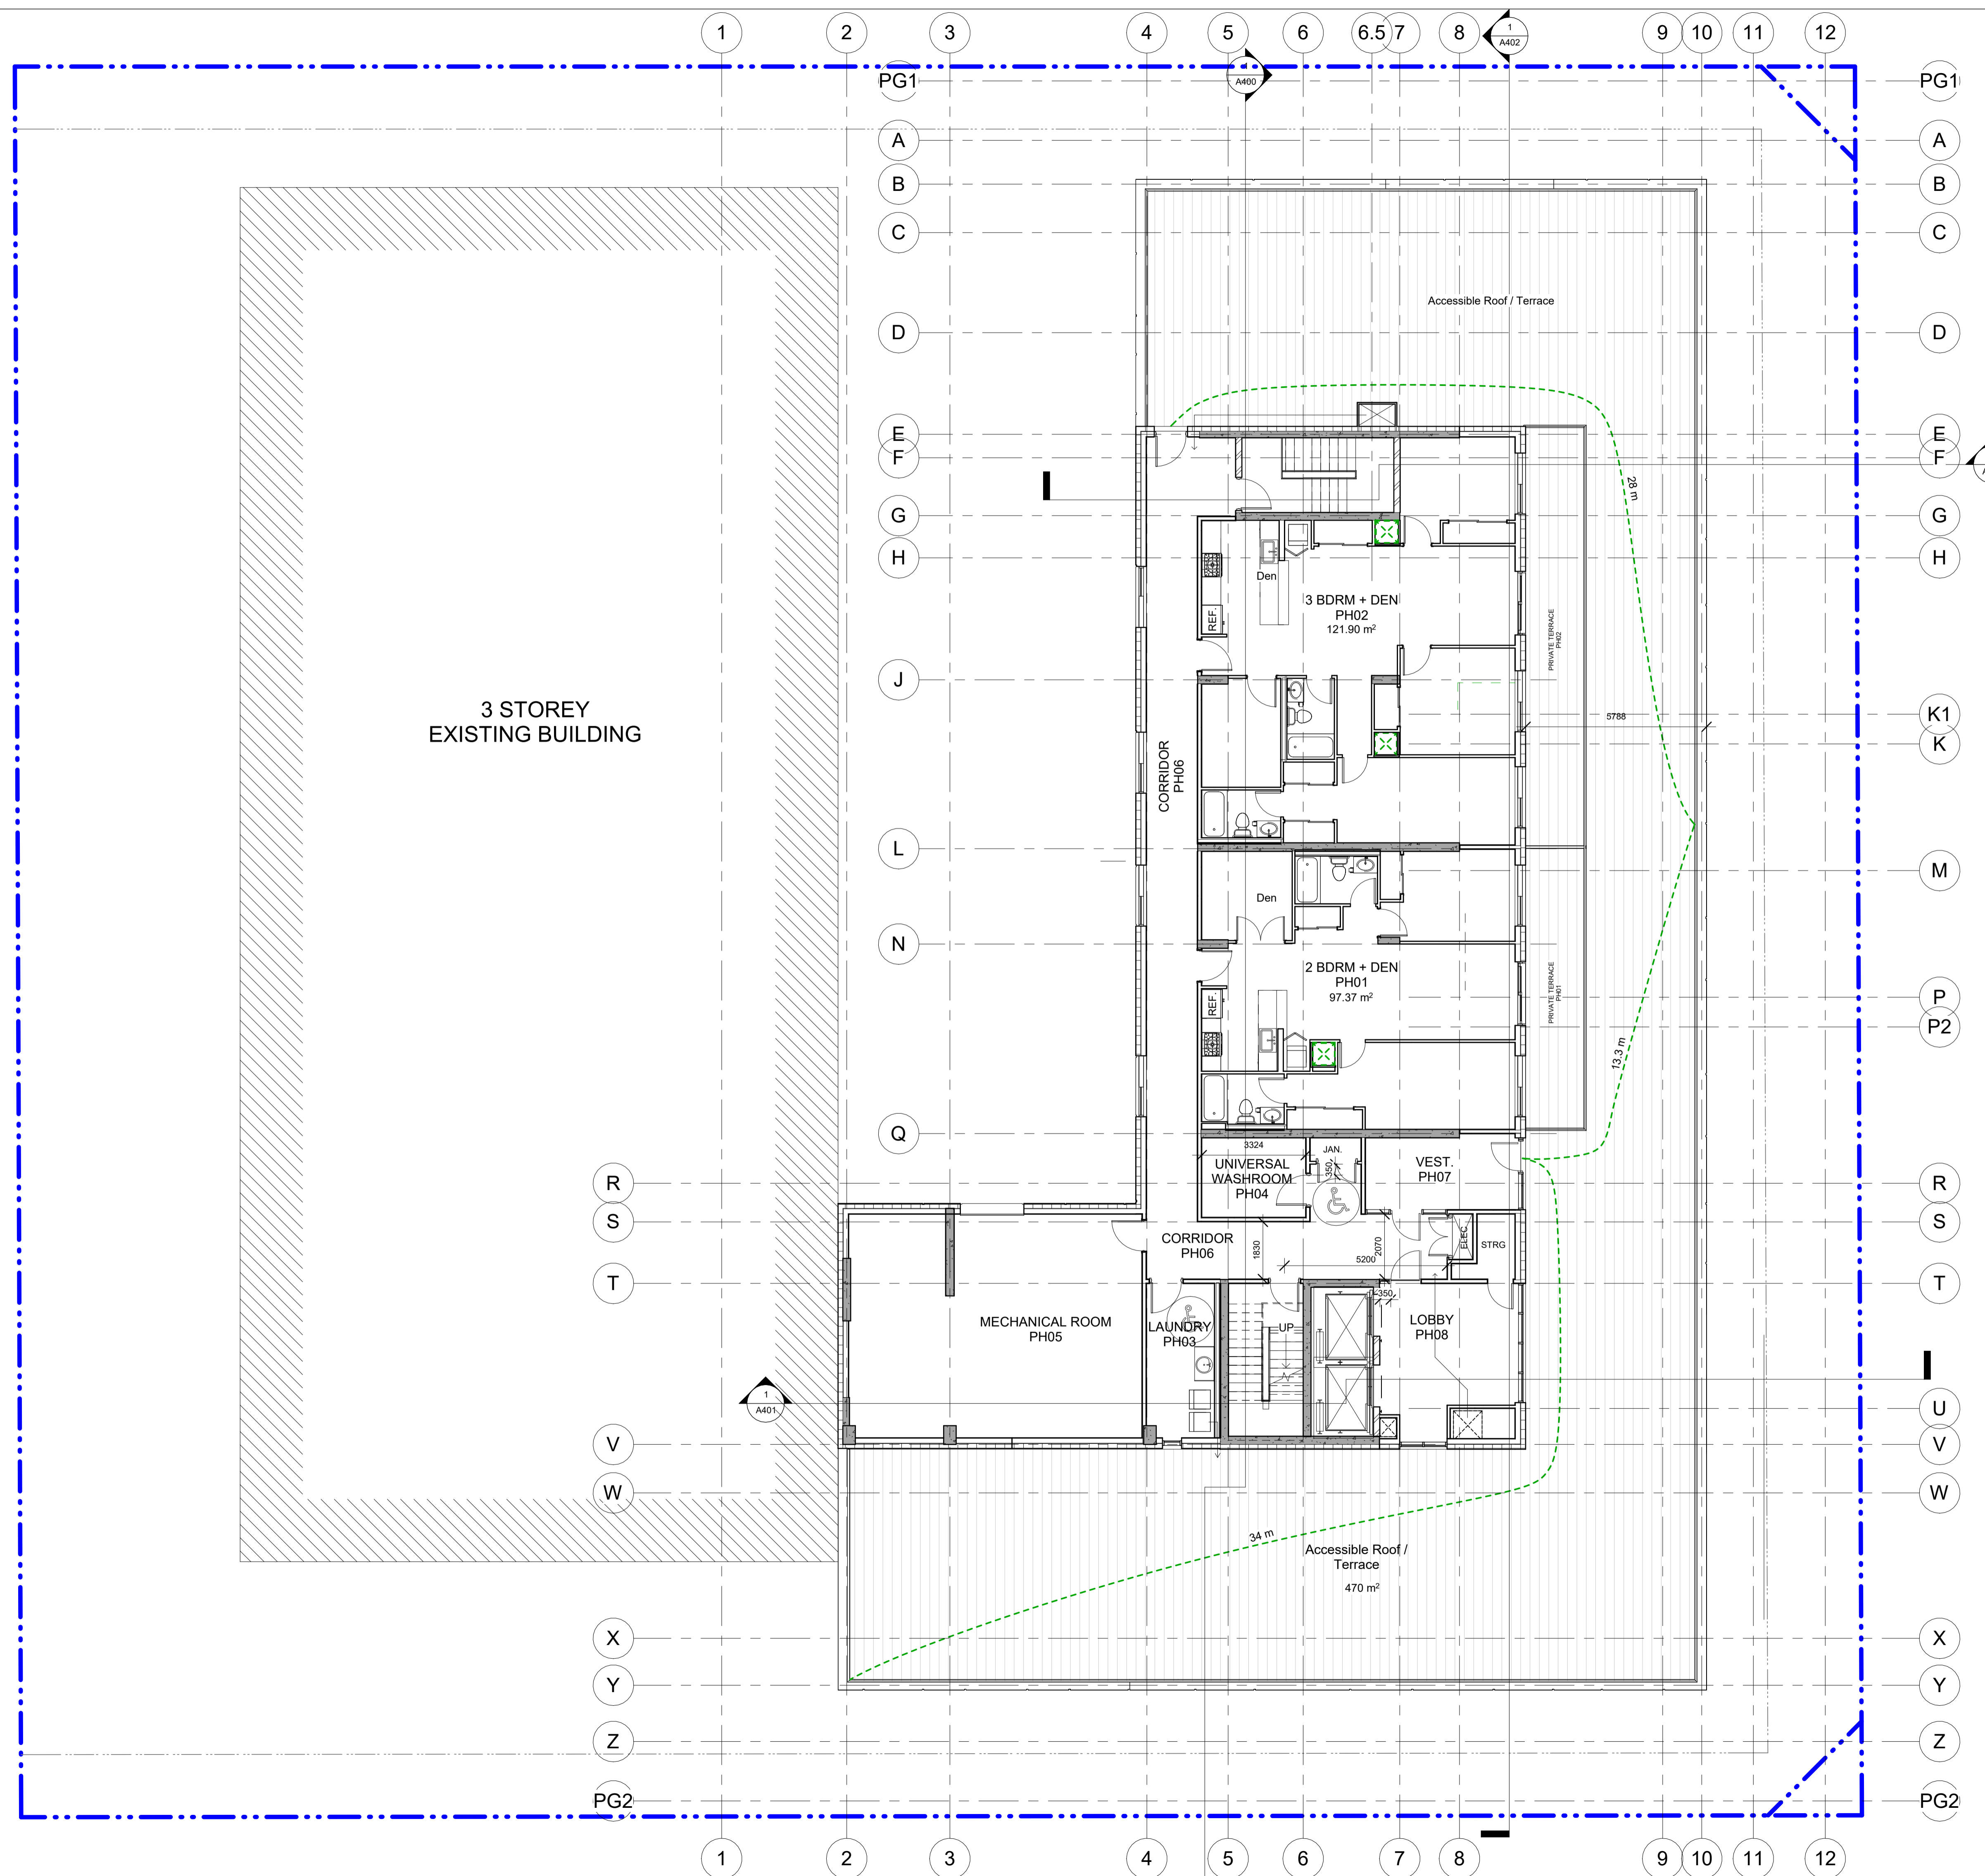 1
2
3
4
5
6
6.5
7
8
9
10
11
12
1
A402
1
A400
PG1
PG1
A
A
B
B
C
C
Accessible Roof / Terrace
D
D
E
E
F
F
28 m
G
G
H
H
Den
3 BDRM + DEN
PH02
121.90 m²
REF.
PRIVATE TERRACE
PH02
J
3 STOREY
EXISTING BUILDING
K1
5788
K
CORRIDOR
PH06
L
M
Den
N
2 BDRM + DEN
PH01
97.37 m²
REF.
PRIVATE TERRACE
PH01
P
P2
13.3 m
Q
3324
JAN.
350
UNIVERSAL
WASHROOM
PH04
VEST.
PH07
R
R
S
S
CORRIDOR
PH06
1830
2070
5200
ELEC
STRG
T
T
350
MECHANICAL ROOM
PH05
LAUNDRY
PH03
UP
LOBBY
PH08
1
A401
U
V
V
W
W
34 m
Accessible Roof /
Terrace
470 m²
X
X
Y
Y
Z
Z
PG2
PG2
1
2
3
4
5
6
7
8
9
10
11
12